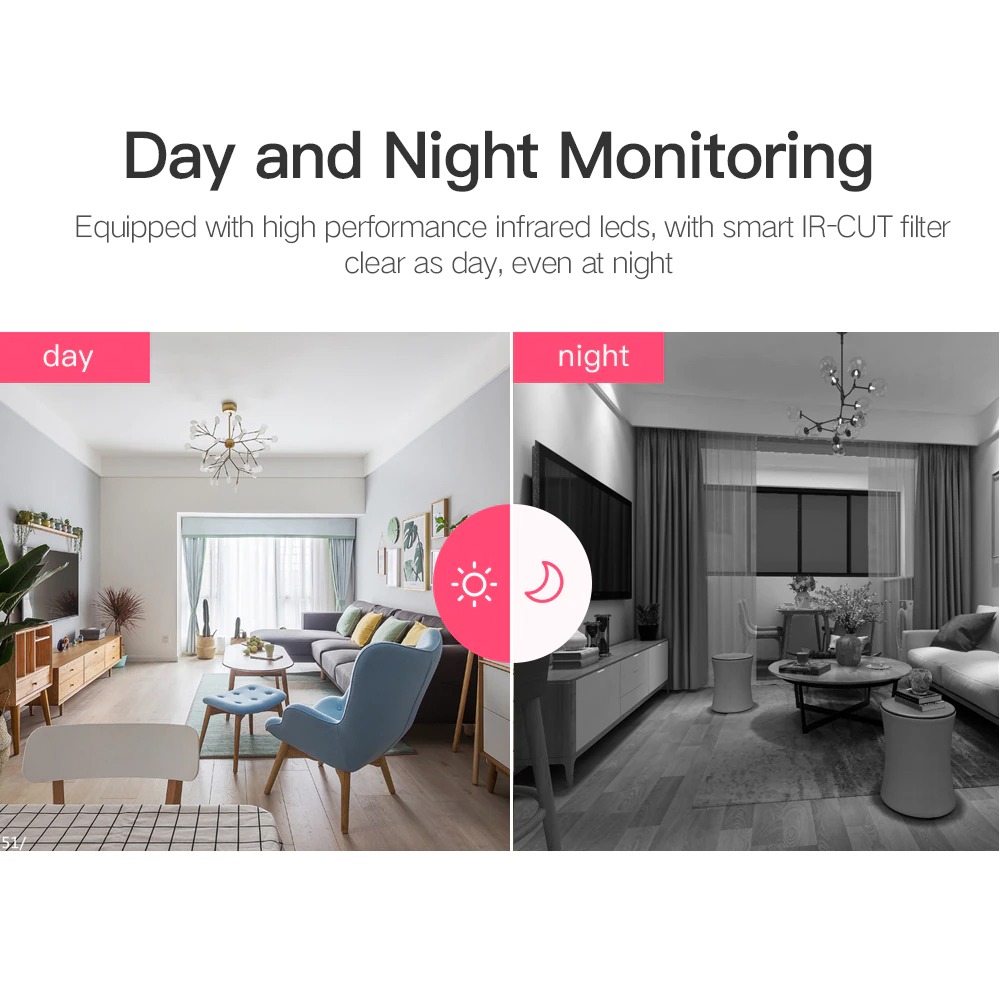 Day and Night Monitoring
Equipped with high performance infrared leds, with smart IR-CUT filter
clear as day, even at night
day
night
51/